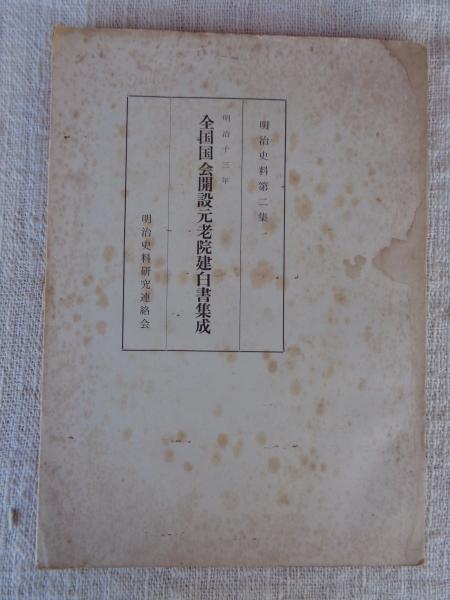 明治史料第二集
明治十三年
全国国会開設元老院建白書集成
明治史料研究連絡会